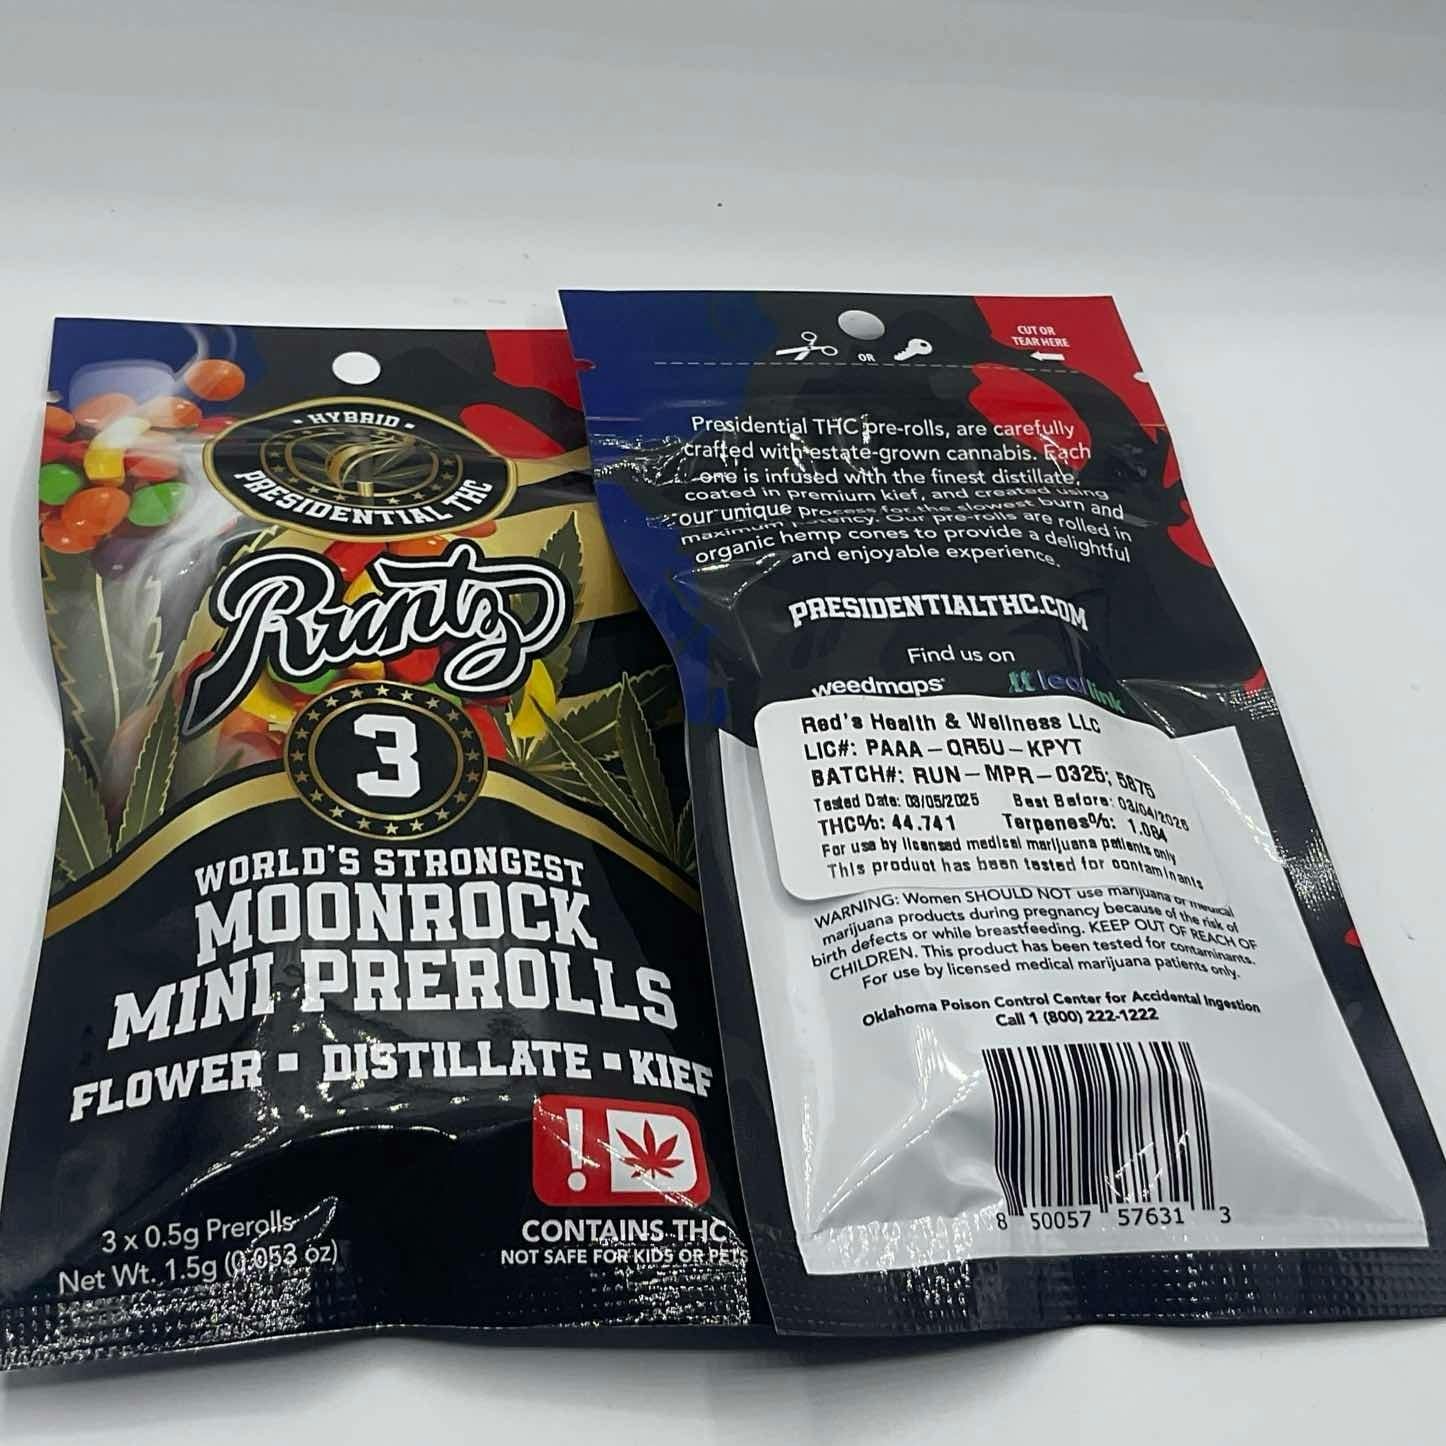 HYBRID
PRESIDENTIAL THC
Runtz
3
WORLD'S STRONGEST
MOONROCK
MINI PREROLLS
FLOWER ▪ DISTILLATE ▪ KIEF
!
CONTAINS THC
NOT SAFE FOR KIDS OR PETS
3 x 0.5g Prerolls
Net Wt. 1.5g (0.053 oz)
OR
CUT OR
TEAR HERE
Presidential THC pre-rolls, are carefully
crafted with estate-grown cannabis. Each
one is infused with the finest distillate,
coated in premium kief, and created using
our unique process for the slowest burn and
maximum potency. Our pre-rolls are rolled in
organic hemp cones to provide a delightful
and enjoyable experience.
PRESIDENTIALTHC.COM
Find us on
weedmaps leaflink
Red's Health & Wellness LLC
LIC#: PAAA-QR5U-KPYT
BATCH#: RUN-MPR-0325; 5875
Tested Date: 03/05/2025 Best Before: 03/04/2026
THC%: 44.741 Terpenes%: 1.084
For use by licensed medical marijuana patients only
This product has been tested for contaminants
WARNING: Women SHOULD NOT use marijuana or medical
marijuana products during pregnancy because of the risk of
birth defects or while breastfeeding. KEEP OUT OF REACH OF
CHILDREN. This product has been tested for contaminants.
For use by licensed medical marijuana patients only.
Oklahoma Poison Control Center for Accidental Ingestion
Call 1 (800) 222-1222
8 50057 57631 3